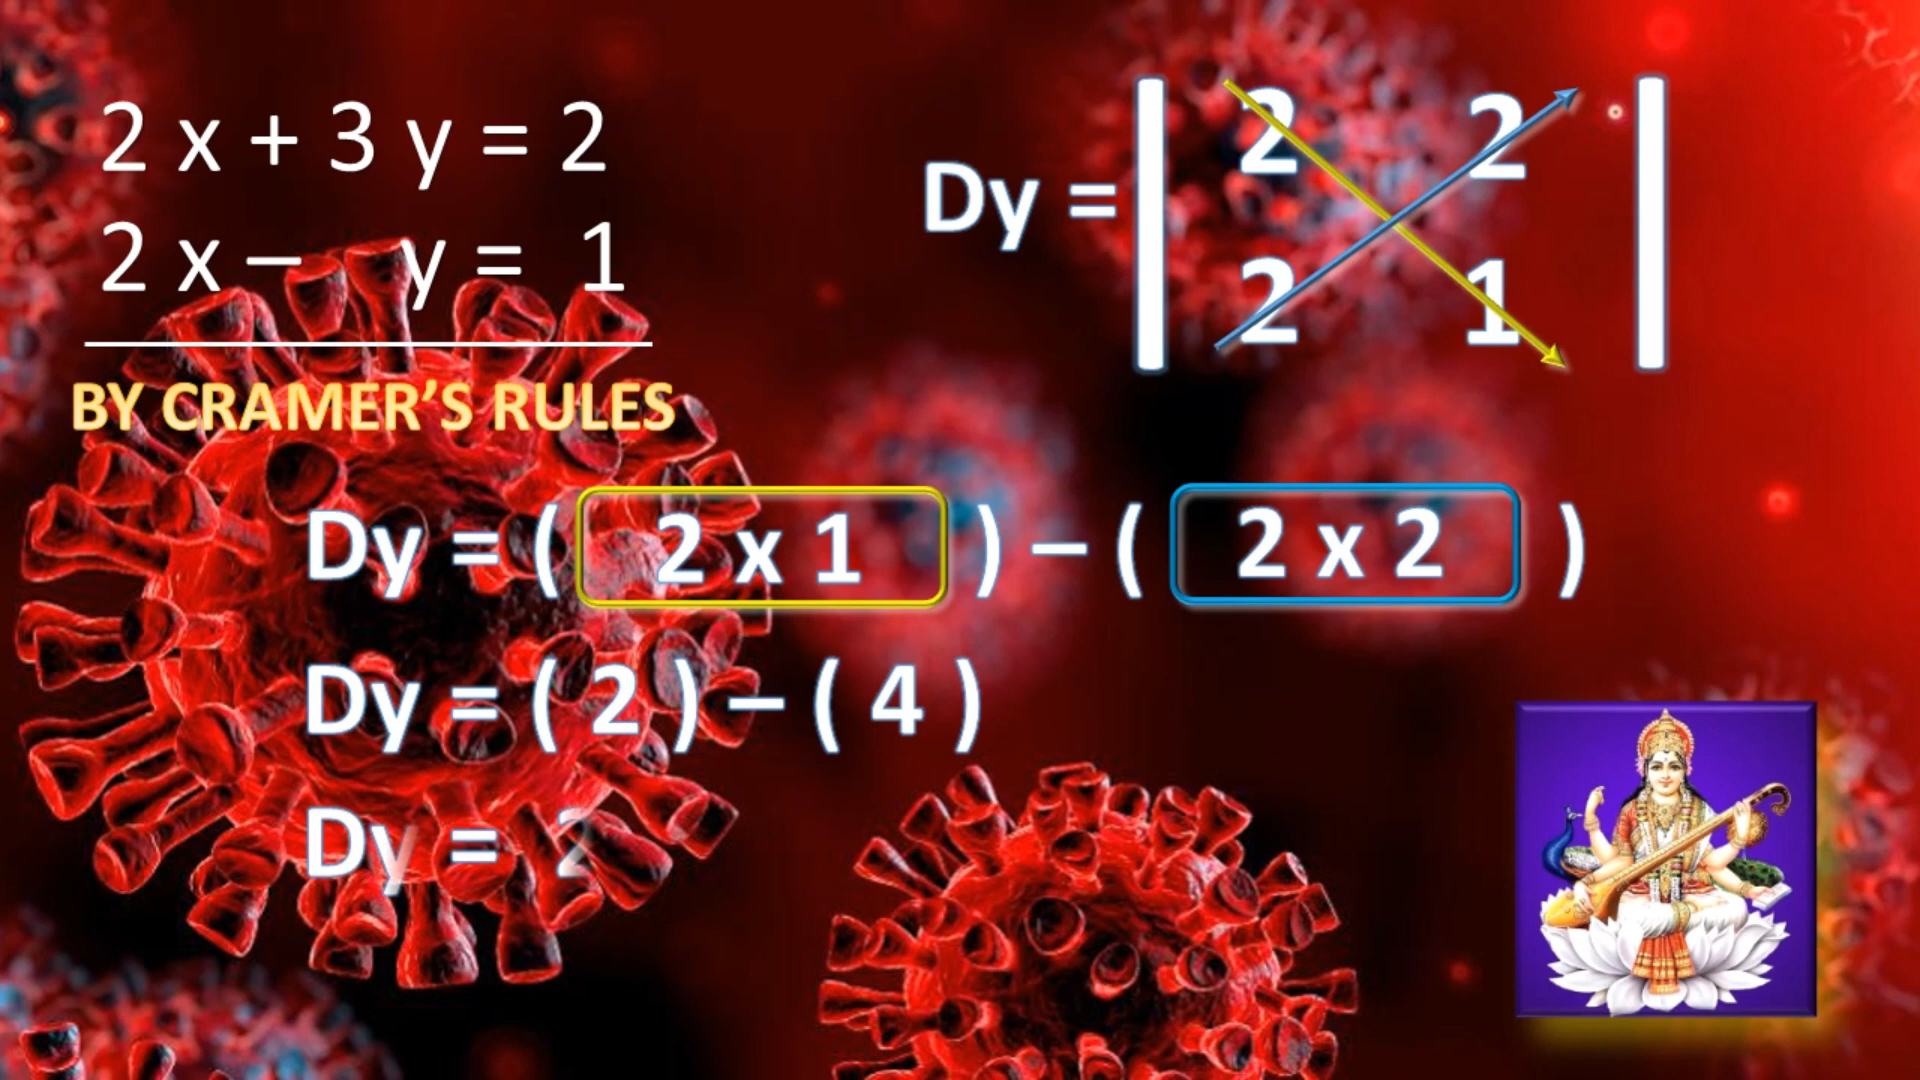 2 x + 3 y = 2
2 x – y = 1
BY CRAMER'S RULES
Dy =
2 2
2 1
Dy = ( 2 x 1 ) – ( 2 x 2 )
Dy = ( 2 ) – ( 4 )
Dy = 2